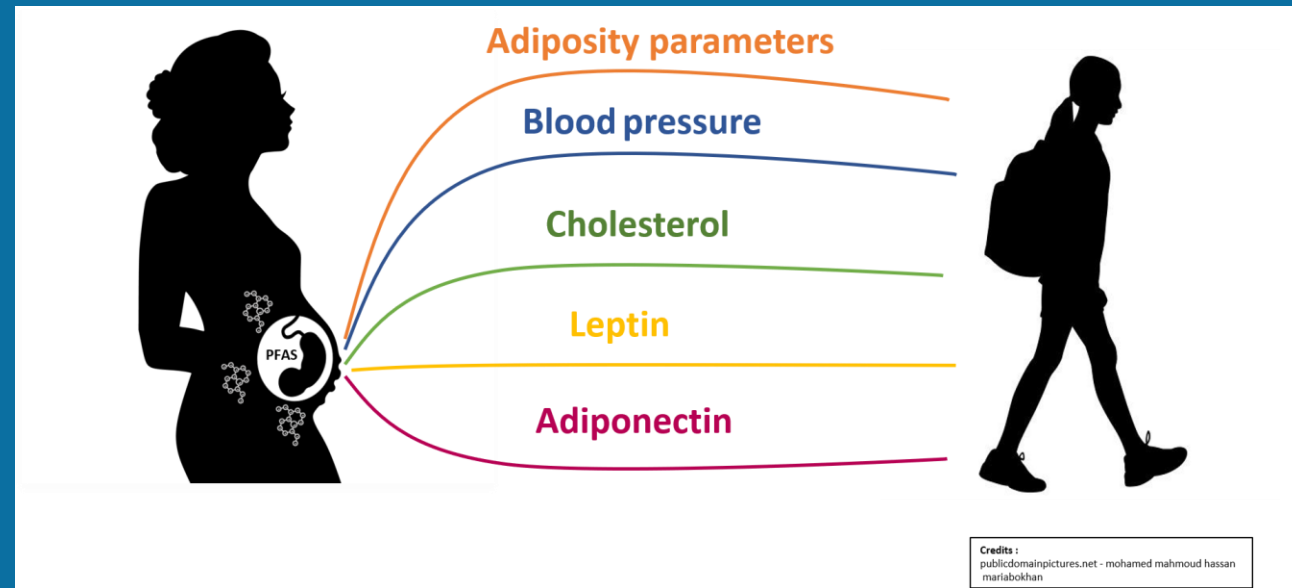 Adiposity parameters
Blood pressure
Cholesterol
Leptin
PFAS
Adiponectin
Credits :
publicdomainpictures.net - mohamed mahmoud hassan
mariabokhan